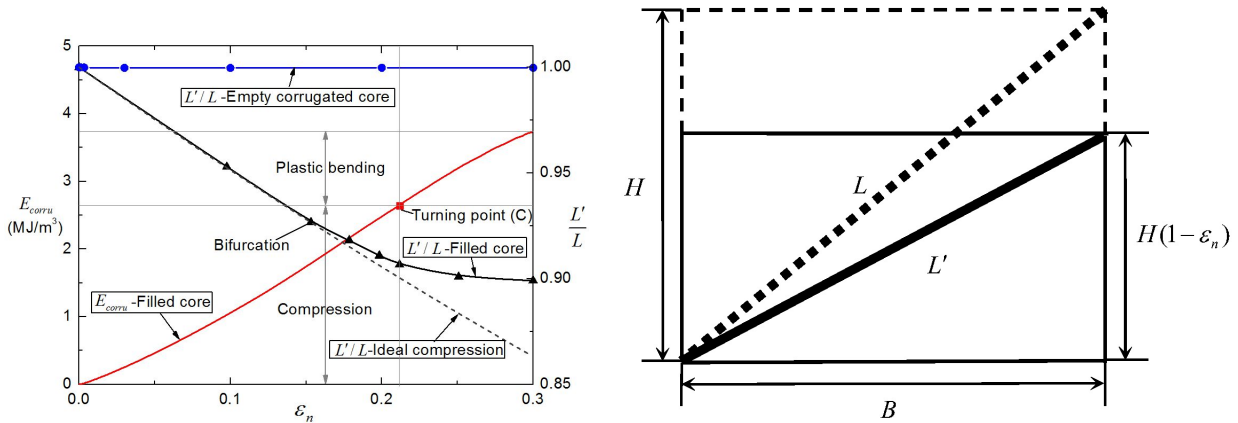 5
4
3
2
1
0
E_corru
(MJ/m³)
1.00
0.95
0.90
0.85
L′
L
0.0
0.1
0.2
0.3
ε_n
L′/L-Empty corrugated core
Plastic bending
Turning point (C)
Bifurcation
L′/L-Filled core
E_corru-Filled core
Compression
L′/L-Ideal compression
H
L
L′
H(1-ε_n)
B